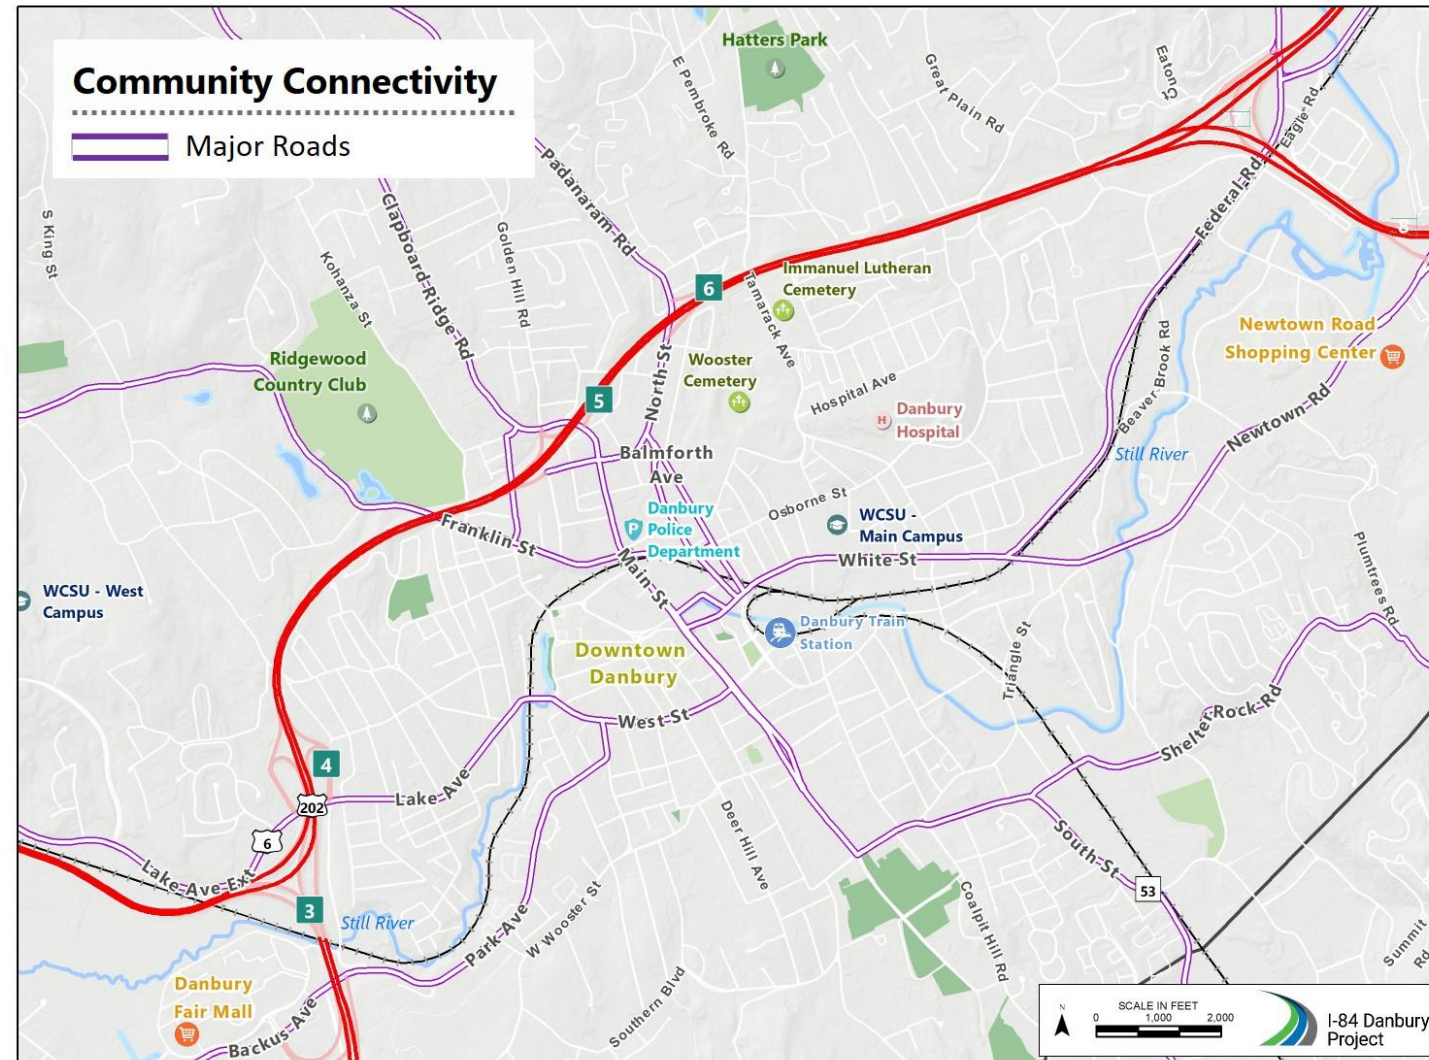 Community Connectivity
Major Roads
Hatters Park
E Pembroke Rd
Great Plain Rd
Eaton Ct
Eagle Rd
Federal Rd
Padanaram Rd
Clapboard Ridge Rd
Golden Hill Rd
Kohanza St
S King St
6
Immanuel Lutheran
Cemetery
Tamarack Ave
Newtown Road
Shopping Center
Ridgewood
Country Club
Wooster
Cemetery
North St
5
Hospital Ave
H
Danbury
Hospital
Beaver Brook Rd
Newtown Rd
Still River
Balmforth
Ave
Osborne St
Danbury
Police
Department
P
WCSU -
Main Campus
Franklin St
Main St
White St
Plumtrees Rd
WCSU - West
Campus
Danbury Train
Station
Downtown
Danbury
Triangle St
West St
Shelter Rock Rd
4
202
Lake Ave
6
Lake Ave Ext
Deer Hill Ave
South St
53
3
Still River
Park Ave
W Wooster St
Coalpit Hill Rd
Summit
Rd
Danbury
Fair Mall
Backus Ave
Southern Blvd
N
SCALE IN FEET
0 1,000 2,000
I-84 Danbury
Project